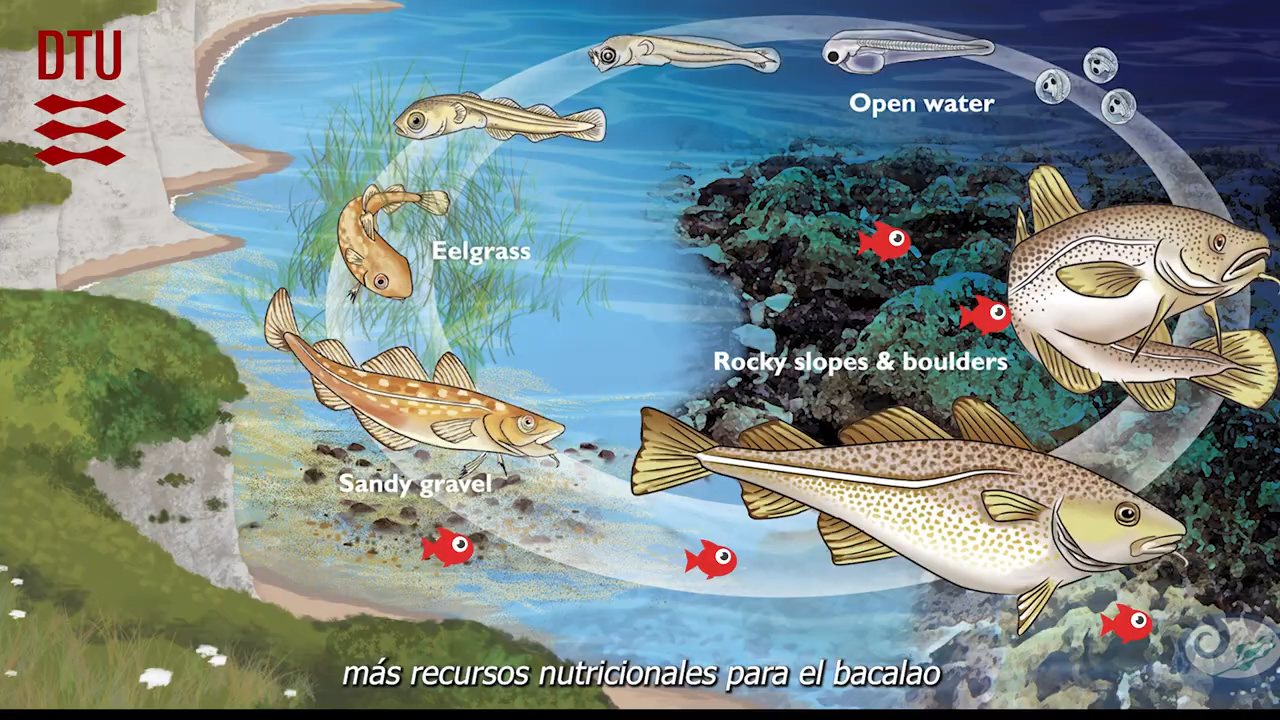 DTU
Open water
Eelgrass
Rocky slopes & boulders
Sandy gravel
más recursos nutricionales para el bacalao